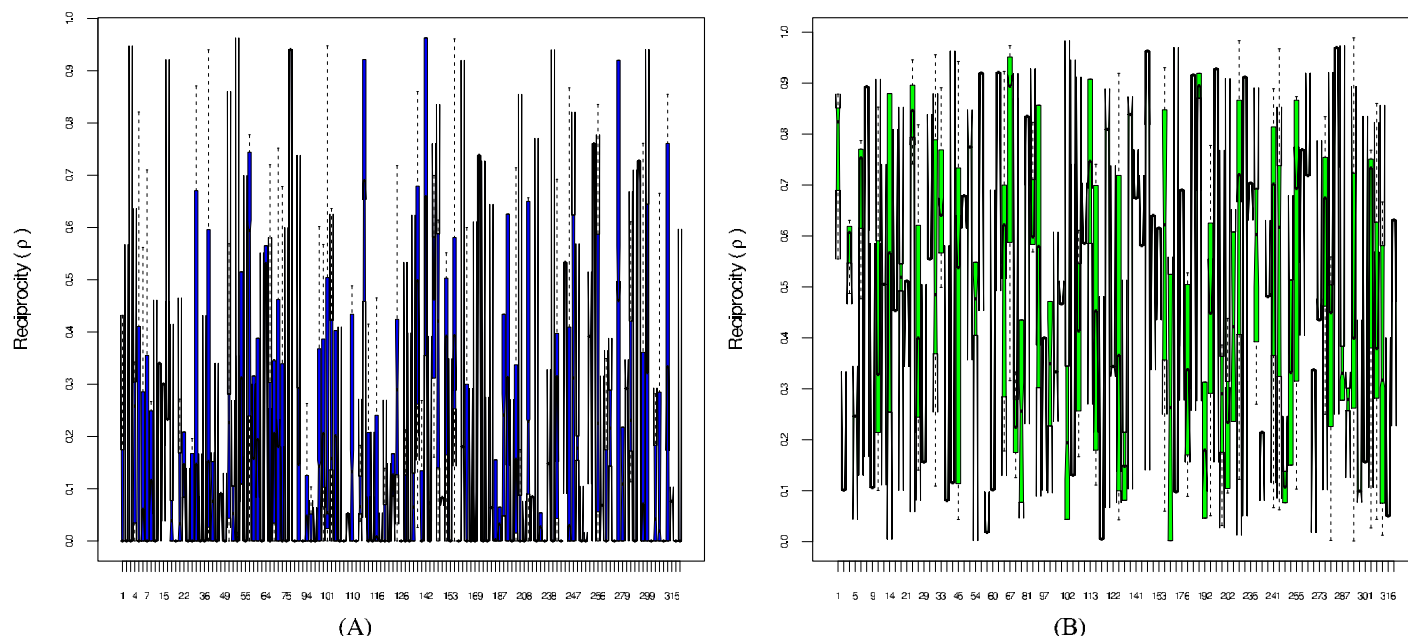 Reciprocity ( ρ )
0.0 0.1 0.2 0.3 0.4 0.5 0.6 0.7 0.8 0.9 1.0
1 4 7 15 22 36 49 55 64 75 94 101 110 116 126 142 153 169 187 208 238 247 256 279 299 315
(A)
Reciprocity ( ρ )
0.0 0.1 0.2 0.3 0.4 0.5 0.6 0.7 0.8 0.9 1.0
1 5 9 14 21 29 33 45 54 60 67 81 97 102 113 122 141 153 176 192 202 235 241 255 273 287 301 316
(B)